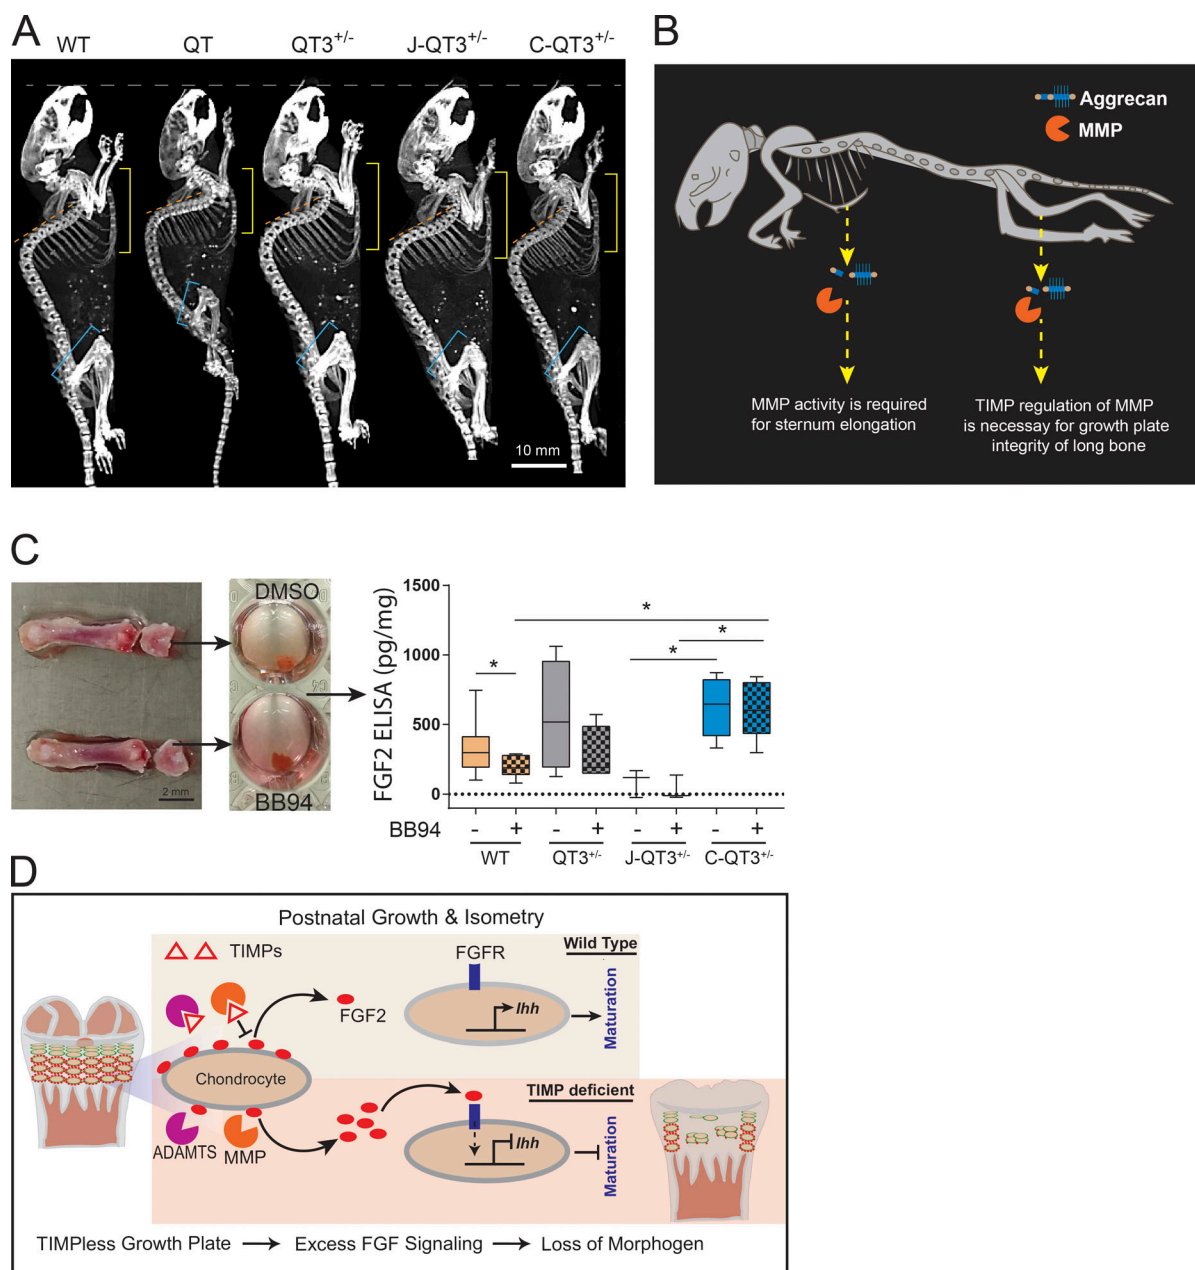 A
WT QT QT3+/- J-QT3+/- C-QT3+/-
10 mm
B
Aggrecan
MMP
MMP activity is required
for sternum elongation
TIMP regulation of MMP
is necessay for growth plate
integrity of long bone
C
DMSO
BB94
2 mm
FGF2 ELISA (pg/mg)
1500
1000
500
0
* * * *
BB94 - + - + - + - +
WT QT3+/- J-QT3+/- C-QT3+/-
D
Postnatal Growth & Isometry
TIMPs
FGF2
FGFR
Ihh
Wild Type
Maturation
Chondrocyte
ADAMTS
MMP
TIMP deficient
Ihh
Maturation
TIMPless Growth Plate Excess FGF Signaling Loss of Morphogen